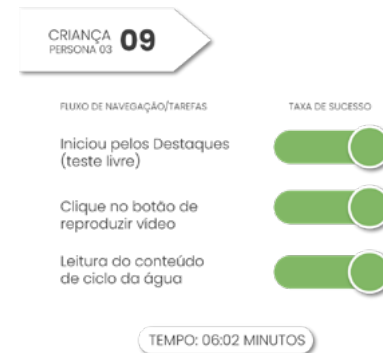 CRIANÇA 09
PERSONA 03
FLUXO DE NAVEGAÇÃO/TAREFAS TAXA DE SUCESSO
Iniciou pelos Destaques
(teste livre)
Clique no botão de
reproduzir vídeo
Leitura do conteúdo
de ciclo da água
TEMPO: 06:02 MINUTOS